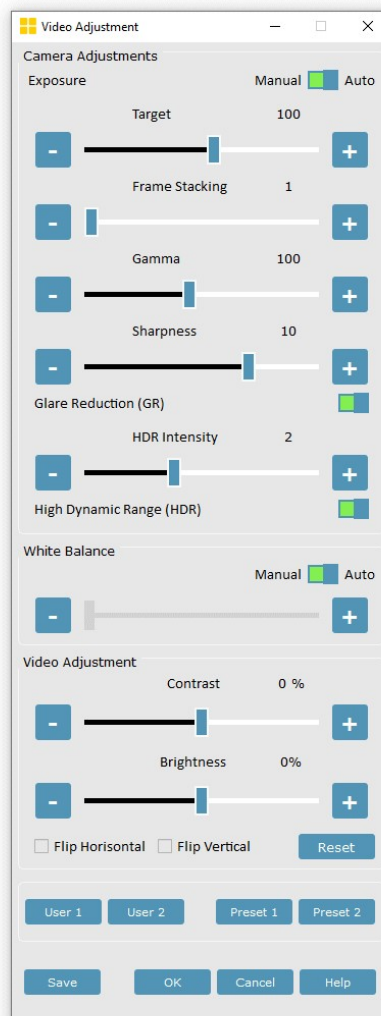 Video Adjustment
Camera Adjustments
Exposure Manual Auto
Target 100
- +
Frame Stacking 1
- +
Gamma 100
- +
Sharpness 10
- +
Glare Reduction (GR)
HDR Intensity 2
- +
High Dynamic Range (HDR)
White Balance
Manual Auto
- +
Video Adjustment
Contrast 0 %
- +
Brightness 0%
- +
Flip Horisontal Flip Vertical Reset
User 1 User 2 Preset 1 Preset 2
Save OK Cancel Help